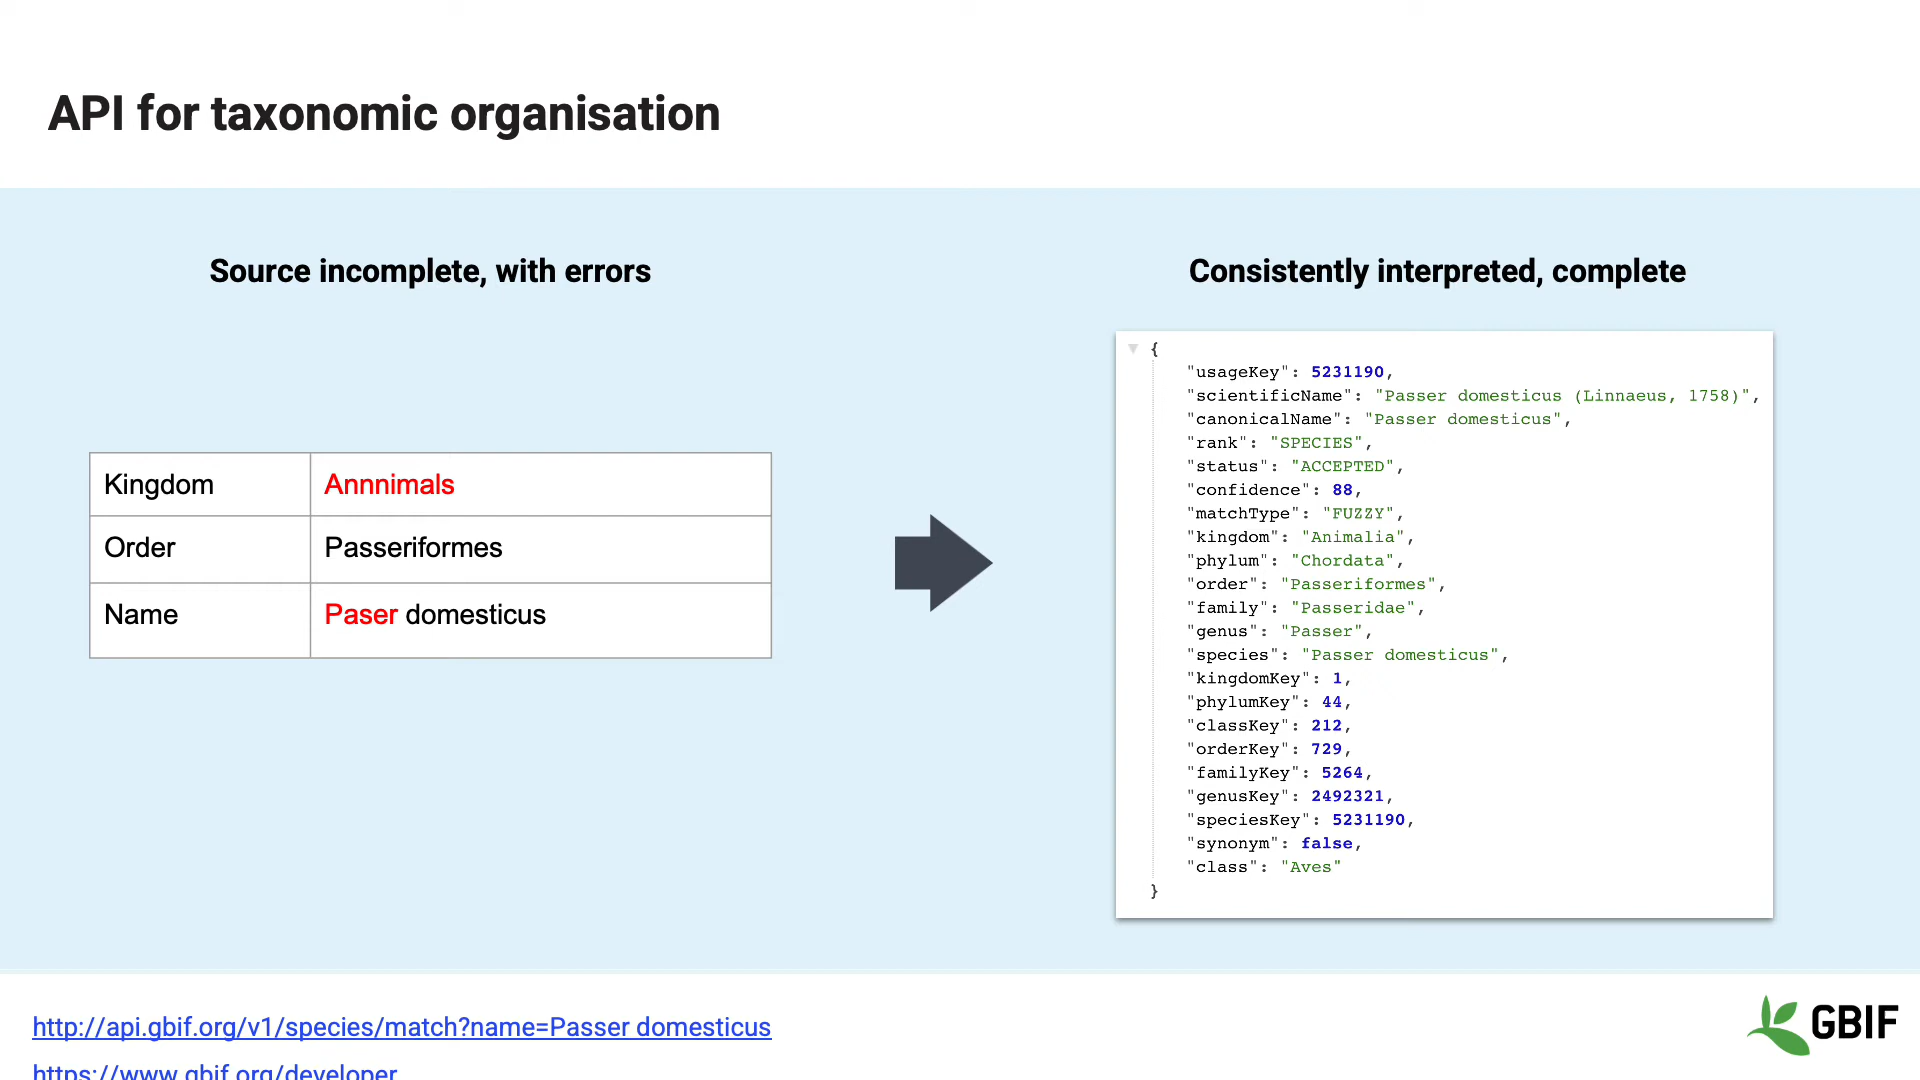 API for taxonomic organisation
Source incomplete, with errors
Kingdom Annnimals
Order Passeriformes
Name Paser domesticus
Consistently interpreted, complete
{
"usageKey": 5231190,
"scientificName": "Passer domesticus (Linnaeus, 1758)",
"canonicalName": "Passer domesticus",
"rank": "SPECIES",
"status": "ACCEPTED",
"confidence": 88,
"matchType": "FUZZY",
"kingdom": "Animalia",
"phylum": "Chordata",
"order": "Passeriformes",
"family": "Passeridae",
"genus": "Passer",
"species": "Passer domesticus",
"kingdomKey": 1,
"phylumKey": 44,
"classKey": 212,
"orderKey": 729,
"familyKey": 5264,
"genusKey": 2492321,
"speciesKey": 5231190,
"synonym": false,
"class": "Aves"
}
http://api.gbif.org/v1/species/match?name=Passer domesticus
https://www.gbif.org/developer
GBIF